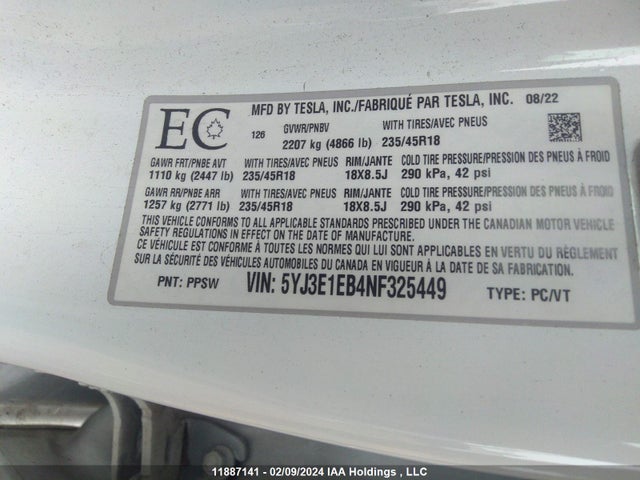 MFD BY TESLA, INC./FABRIQUÉ PAR TESLA, INC. 08/22
EC
126 GVWR/PNBV WITH TIRES/AVEC PNEUS
2207 kg (4866 lb) 235/45R18
GAWR FRT/PNBE AVT WITH TIRES/AVEC PNEUS RIM/JANTE COLD TIRE PRESSURE/PRESSION DES PNEUS À FROID
1110 kg (2447 lb) 235/45R18 18X8.5J 290 kPa, 42 psi
GAWR RR/PNBE ARR WITH TIRES/AVEC PNEUS RIM/JANTE COLD TIRE PRESSURE/PRESSION DES PNEUS À FROID
1257 kg (2771 lb) 235/45R18 18X8.5J 290 kPa, 42 psi
THIS VEHICLE CONFORMS TO ALL APPLICABLE STANDARDS PRESCRIBED UNDER THE CANADIAN MOTOR VEHICLE
SAFETY REGULATIONS IN EFFECT ON THE DATE OF MANUFACTURE.
CE VÉHICULE EST CONFORME À TOUTES LES NORMES QUI LUI SONT APPLICABLES EN VERTU DU RÈGLEMENT
SUR LA SÉCURITÉ DES VÉHICULES AUTOMOBILES DU CANADA EN VIGUEUR À LA DATE DE SA FABRICATION.
PNT: PPSW VIN: 5YJ3E1EB4NF325449 TYPE: PC/VT
11887141 - 02/09/2024 IAA Holdings , LLC